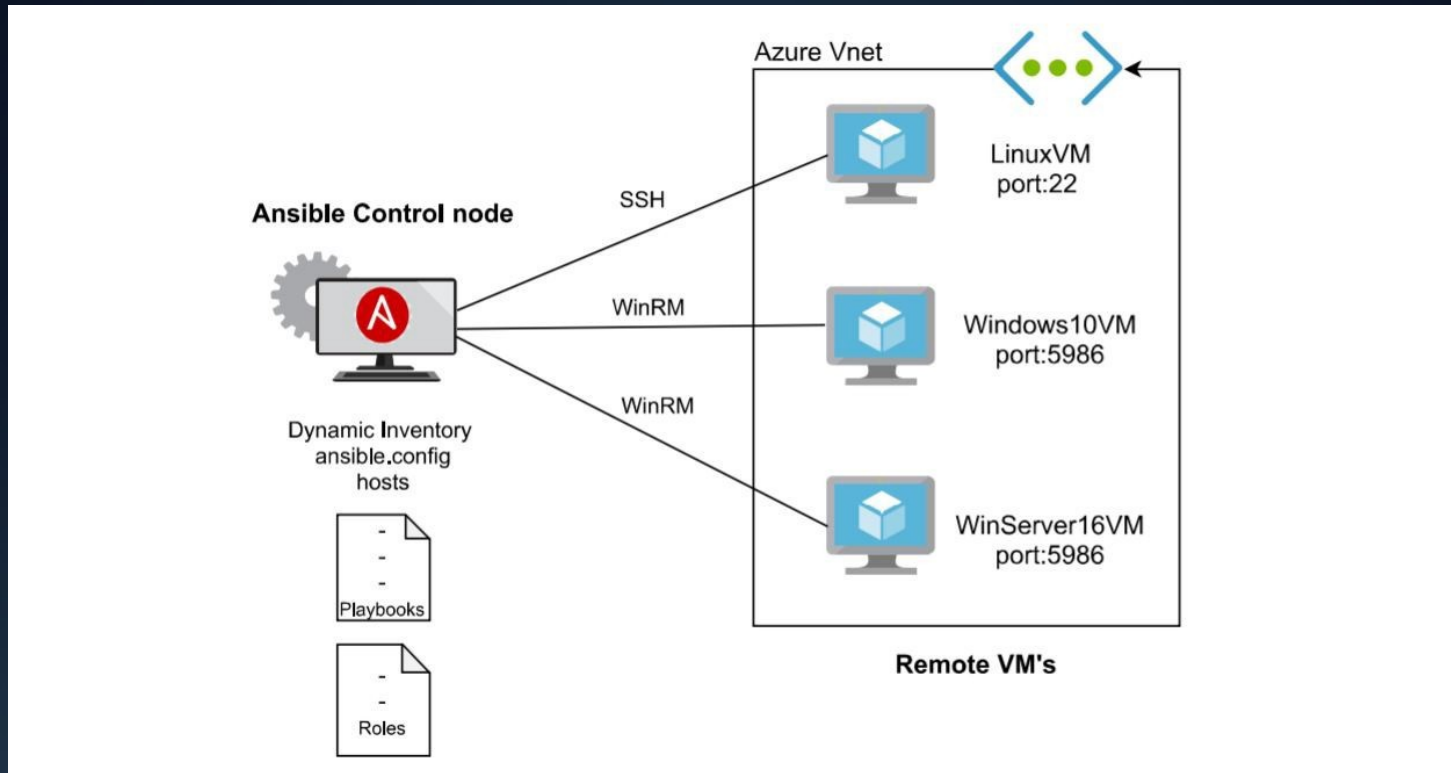 Azure Vnet
LinuxVM
port:22
SSH
Ansible Control node
WinRM
Windows10VM
port:5986
WinRM
Dynamic Inventory
ansible.config
hosts
WinServer16VM
port:5986
-
-
-
Playbooks
Remote VM's
-
-
Roles